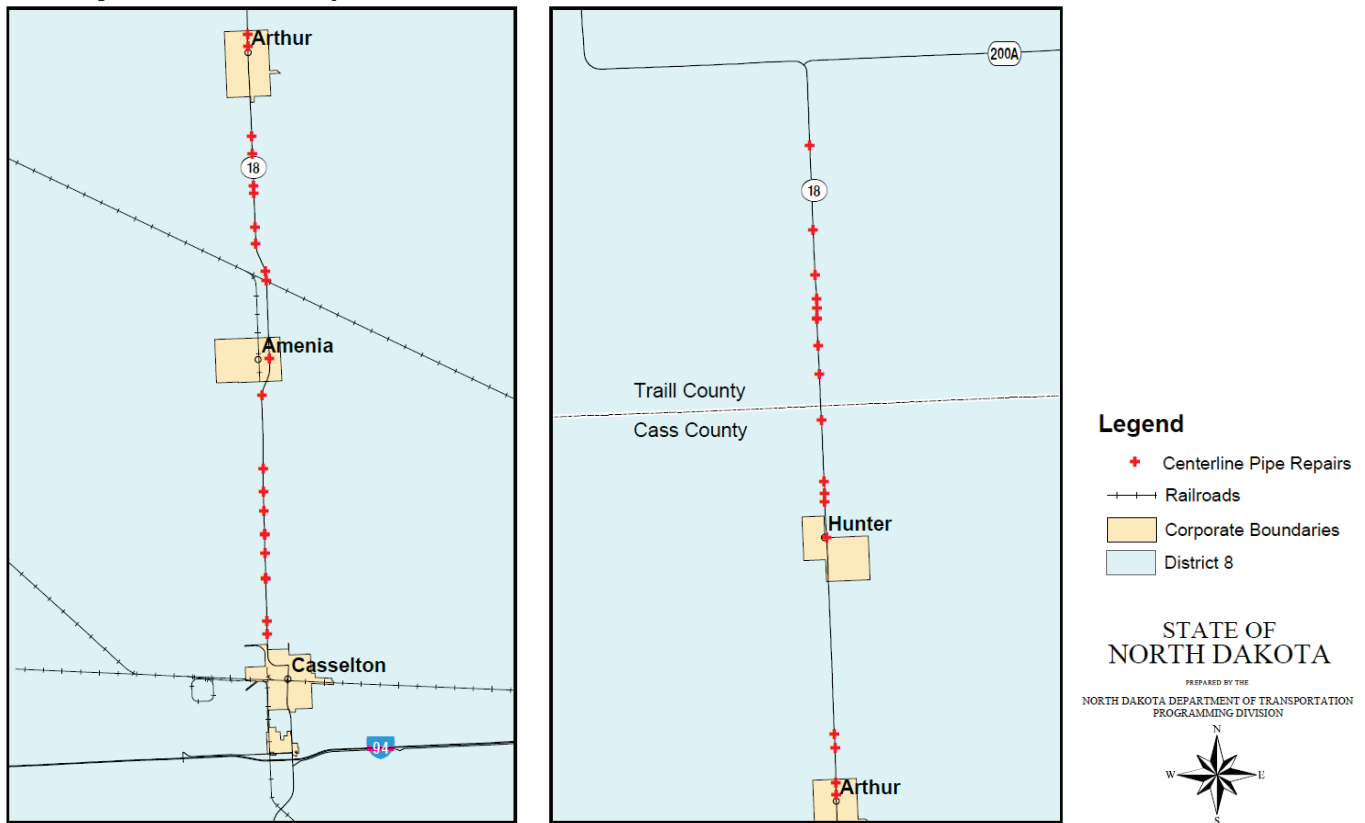 Arthur
18
Amenia
Casselton
94
200A
18
Traill County
Cass County
Hunter
Arthur
Legend
Centerline Pipe Repairs
Railroads
Corporate Boundaries
District 8
STATE OF
NORTH DAKOTA
PREPARED BY THE
NORTH DAKOTA DEPARTMENT OF TRANSPORTATION
PROGRAMMING DIVISION
N
W
E
S